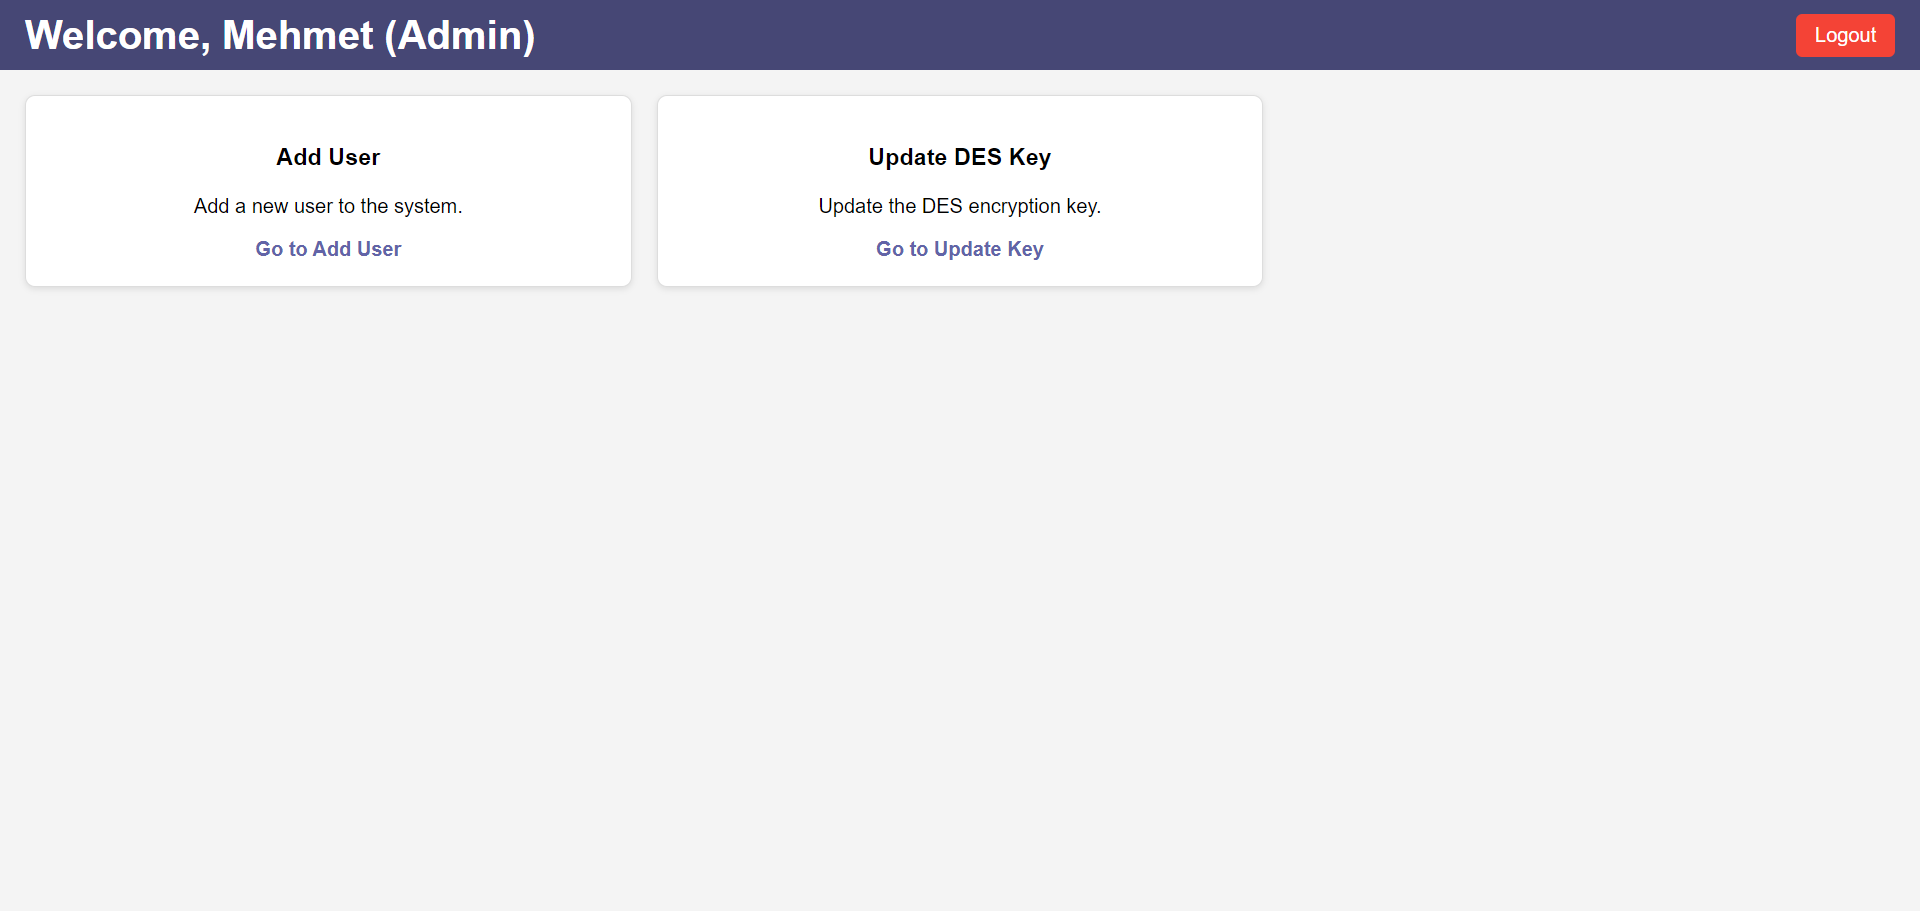 Welcome, Mehmet (Admin)
Logout
Add User
Add a new user to the system.
Go to Add User
Update DES Key
Update the DES encryption key.
Go to Update Key